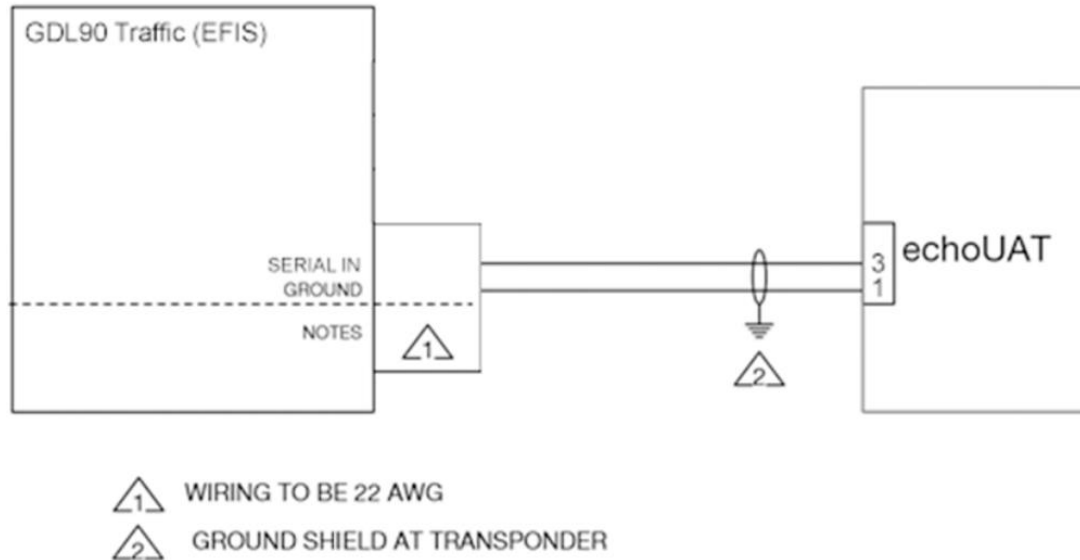 GDL90 Traffic (EFIS)
SERIAL IN
GROUND
NOTES
1
3
1
echoUAT
2
1 WIRING TO BE 22 AWG
2 GROUND SHIELD AT TRANSPONDER